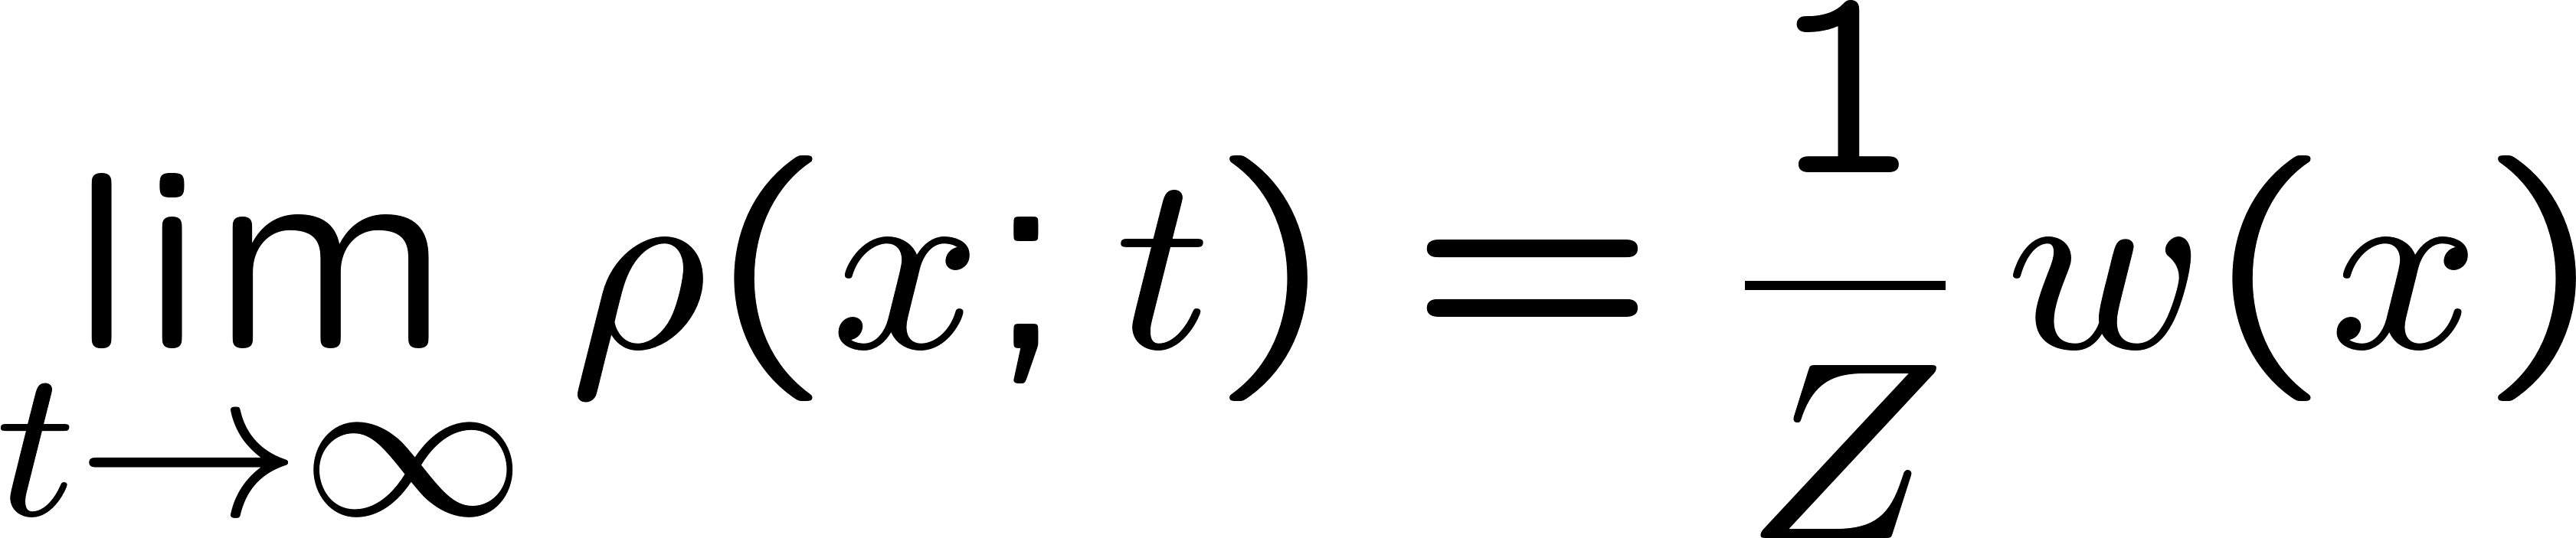 lim_{t→∞} ρ(x; t) = \frac{1}{Z} w(x)